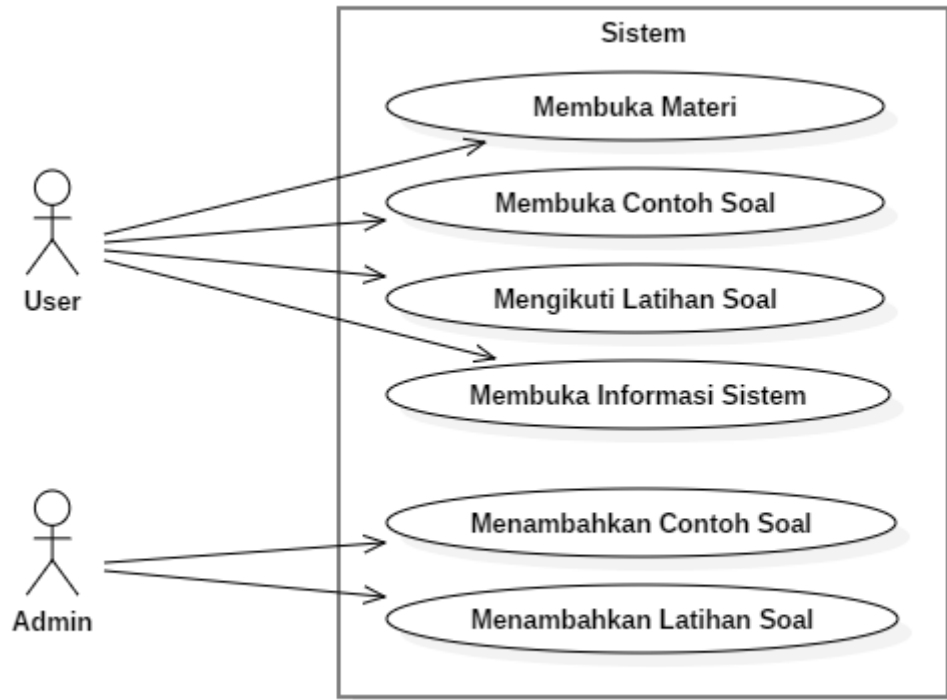 Sistem
Membuka Materi
Membuka Contoh Soal
User
Mengikuti Latihan Soal
Membuka Informasi Sistem
Menambahkan Contoh Soal
Admin
Menambahkan Latihan Soal